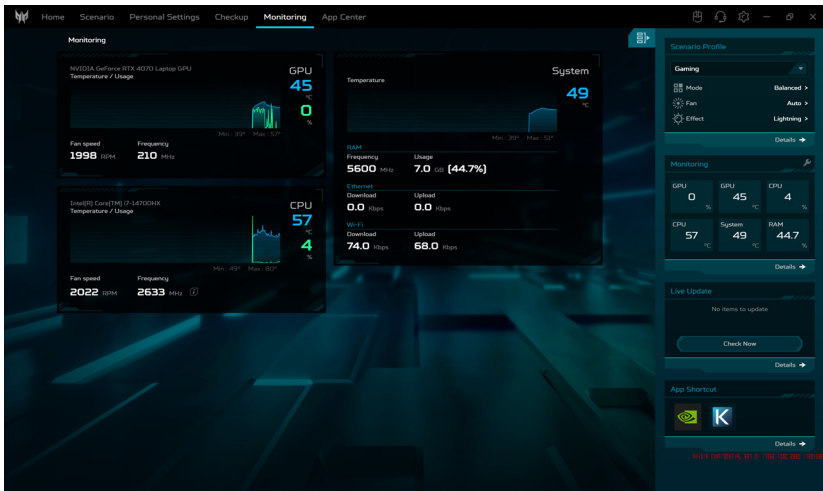 Home Scenario Personal Settings Checkup Monitoring App Center
Monitoring
NVIDIA GeForce RTX 4070 Laptop GPU
Temperature / Usage
GPU
45
°C
0
%
Min : 39° Max : 57°
Fan speed Frequency
1998 RPM 210 MHz
Intel(R) Core(TM) i7-14700HX
Temperature / Usage
CPU
57
°C
4
%
Min : 49° Max : 80°
Fan speed Frequency
2022 RPM 2633 MHz
System
Temperature
49
°C
Min : 39° Max : 51°
RAM
Frequency Usage
5600 MHz 7.0 GB (44.7%)
Ethernet
Download Upload
0.0 Kbps 0.0 Kbps
Wi-Fi
Download Upload
74.0 Kbps 68.0 Kbps
Scenario Profile
Gaming
Mode Balanced >
Fan Auto >
Effect Lightning >
Details →
Monitoring
GPU GPU CPU
0 % 45 °C 4 %
CPU System RAM
57 °C 49 °C 44.7 %
Details →
Live Update
No items to update
Check Now
Details →
App Shortcut
K
Details →